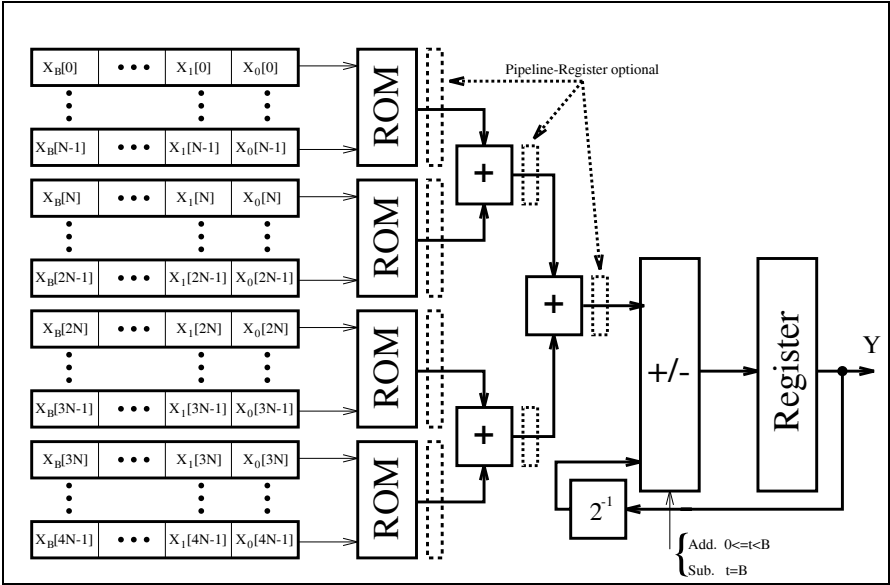 X_B[0] ••• X_1[0] X_0[0]
X_B[N-1] ••• X_1[N-1] X_0[N-1]
ROM
Pipeline-Register optional
+
X_B[N] ••• X_1[N] X_0[N]
X_B[2N-1] ••• X_1[2N-1] X_0[2N-1]
ROM
+
X_B[2N] ••• X_1[2N] X_0[2N]
X_B[3N-1] ••• X_1[3N-1] X_0[3N-1]
ROM
+
X_B[3N] ••• X_1[3N] X_0[3N]
X_B[4N-1] ••• X_1[4N-1] X_0[4N-1]
ROM
+/-
Register
Y
2^-1
Add. 0<=t<B
Sub. t=B